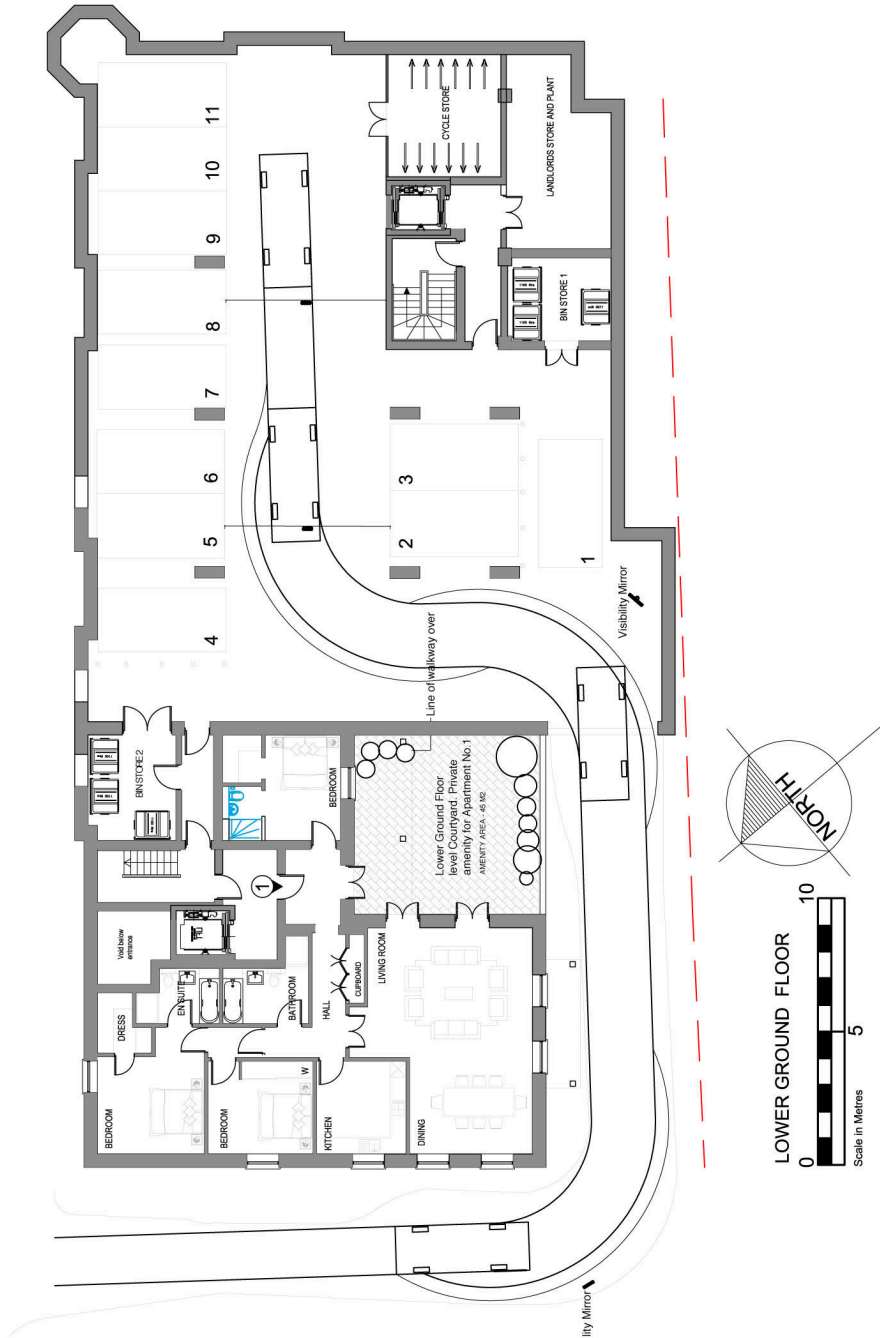 11
10
9
8
7
6
5
4
3
2
1
CYCLE STORE
LANDLORDS STORE AND PLANT
BIN STORE 1
Visibility Mirror
Line of walkway over
BIN STORE 2
BEDROOM
Lower Ground Floor
level Courtyard. Private
amenity for Apartment No.1
AMENITY AREA - 45 M2
1
Void below
entrance
EN SUITE
DRESS
BATHROOM
HALL
CUPBOARD
LIVING ROOM
BEDROOM
BEDROOM
W
KITCHEN
DINING
lity Mirror
NORTH
LOWER GROUND FLOOR
0
5
10
Scale in Metres